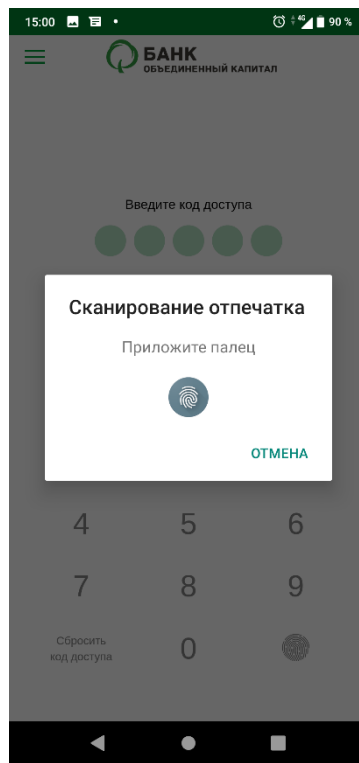 15:00 4G 90 %
БАНК
ОБЪЕДИНЕННЫЙ КАПИТАЛ
Введите код доступа
Сканирование отпечатка
Приложите палец
ОТМЕНА
4 5 6
7 8 9
Сбросить
код доступа
0